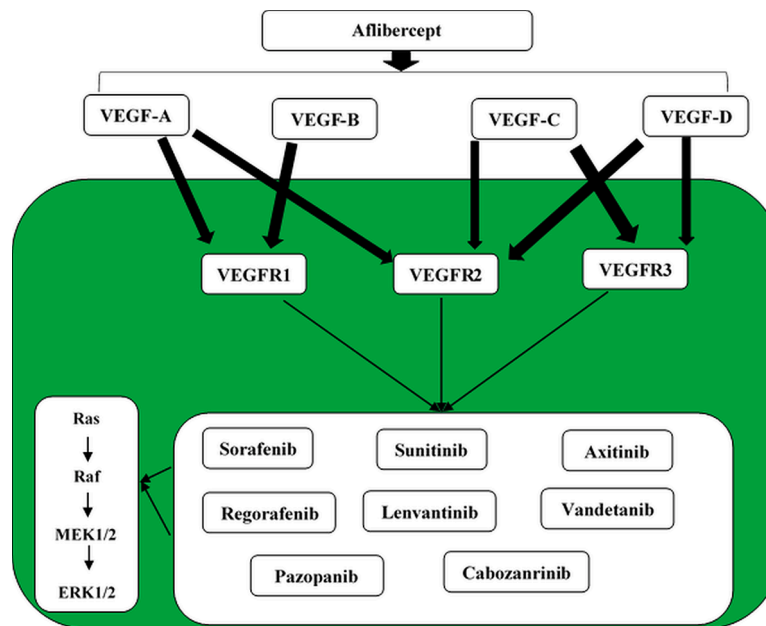 Aflibercept
VEGF-A
VEGF-B
VEGF-C
VEGF-D
VEGFR1
VEGFR2
VEGFR3
Ras
Raf
MEK1/2
ERK1/2
Sorafenib
Sunitinib
Axitinib
Regorafenib
Lenvantinib
Vandetanib
Pazopanib
Cabozanrinib